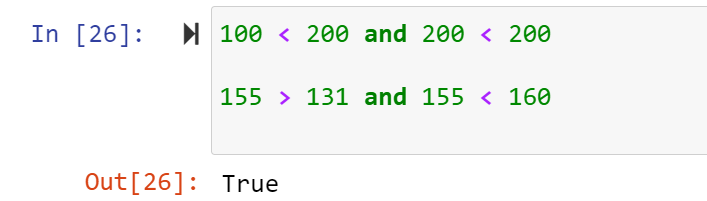 In [26]: 100 < 200 and 200 < 200
155 > 131 and 155 < 160
Out[26]: True